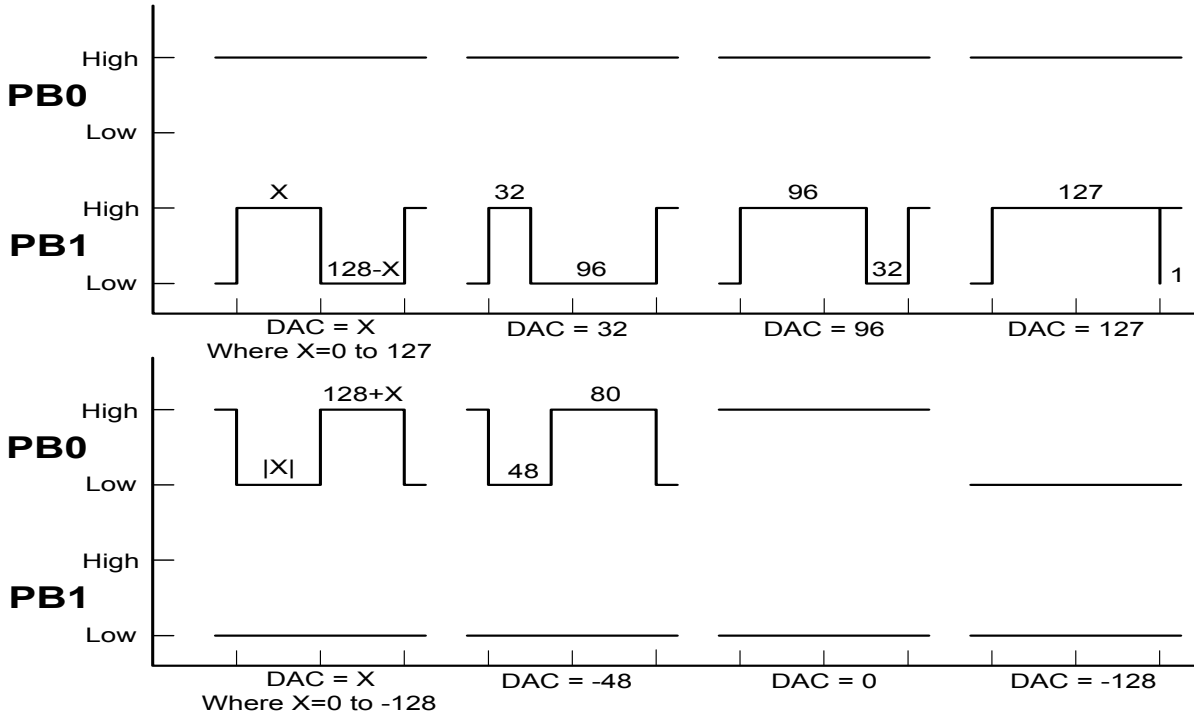 High
PB0
Low
X
32
96
127
High
PB1
128-X
96
32
1
Low
DAC = X
Where X=0 to 127
DAC = 32
DAC = 96
DAC = 127
128+X
80
High
PB0
|X|
48
Low
High
PB1
Low
DAC = X
Where X=0 to -128
DAC = -48
DAC = 0
DAC = -128